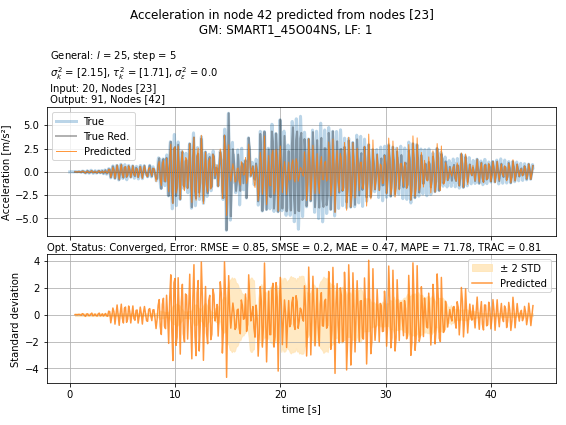 Acceleration in node 42 predicted from nodes [23]
GM: SMART1_45O04NS, LF: 1
General: l = 25, step = 5
σ²ₖ = [2.15], τ²ₖ = [1.71], σ²ε = 0.0
Input: 20, Nodes [23]
Output: 91, Nodes [42]
5.0
2.5
0.0
−2.5
−5.0
Acceleration [m/s²]
True
True Red.
Predicted
Opt. Status: Converged, Error: RMSE = 0.85, SMSE = 0.2, MAE = 0.47, MAPE = 71.78, TRAC = 0.81
4
2
0
−2
−4
Standard deviation
± 2 STD
Predicted
0 10 20 30 40
time [s]